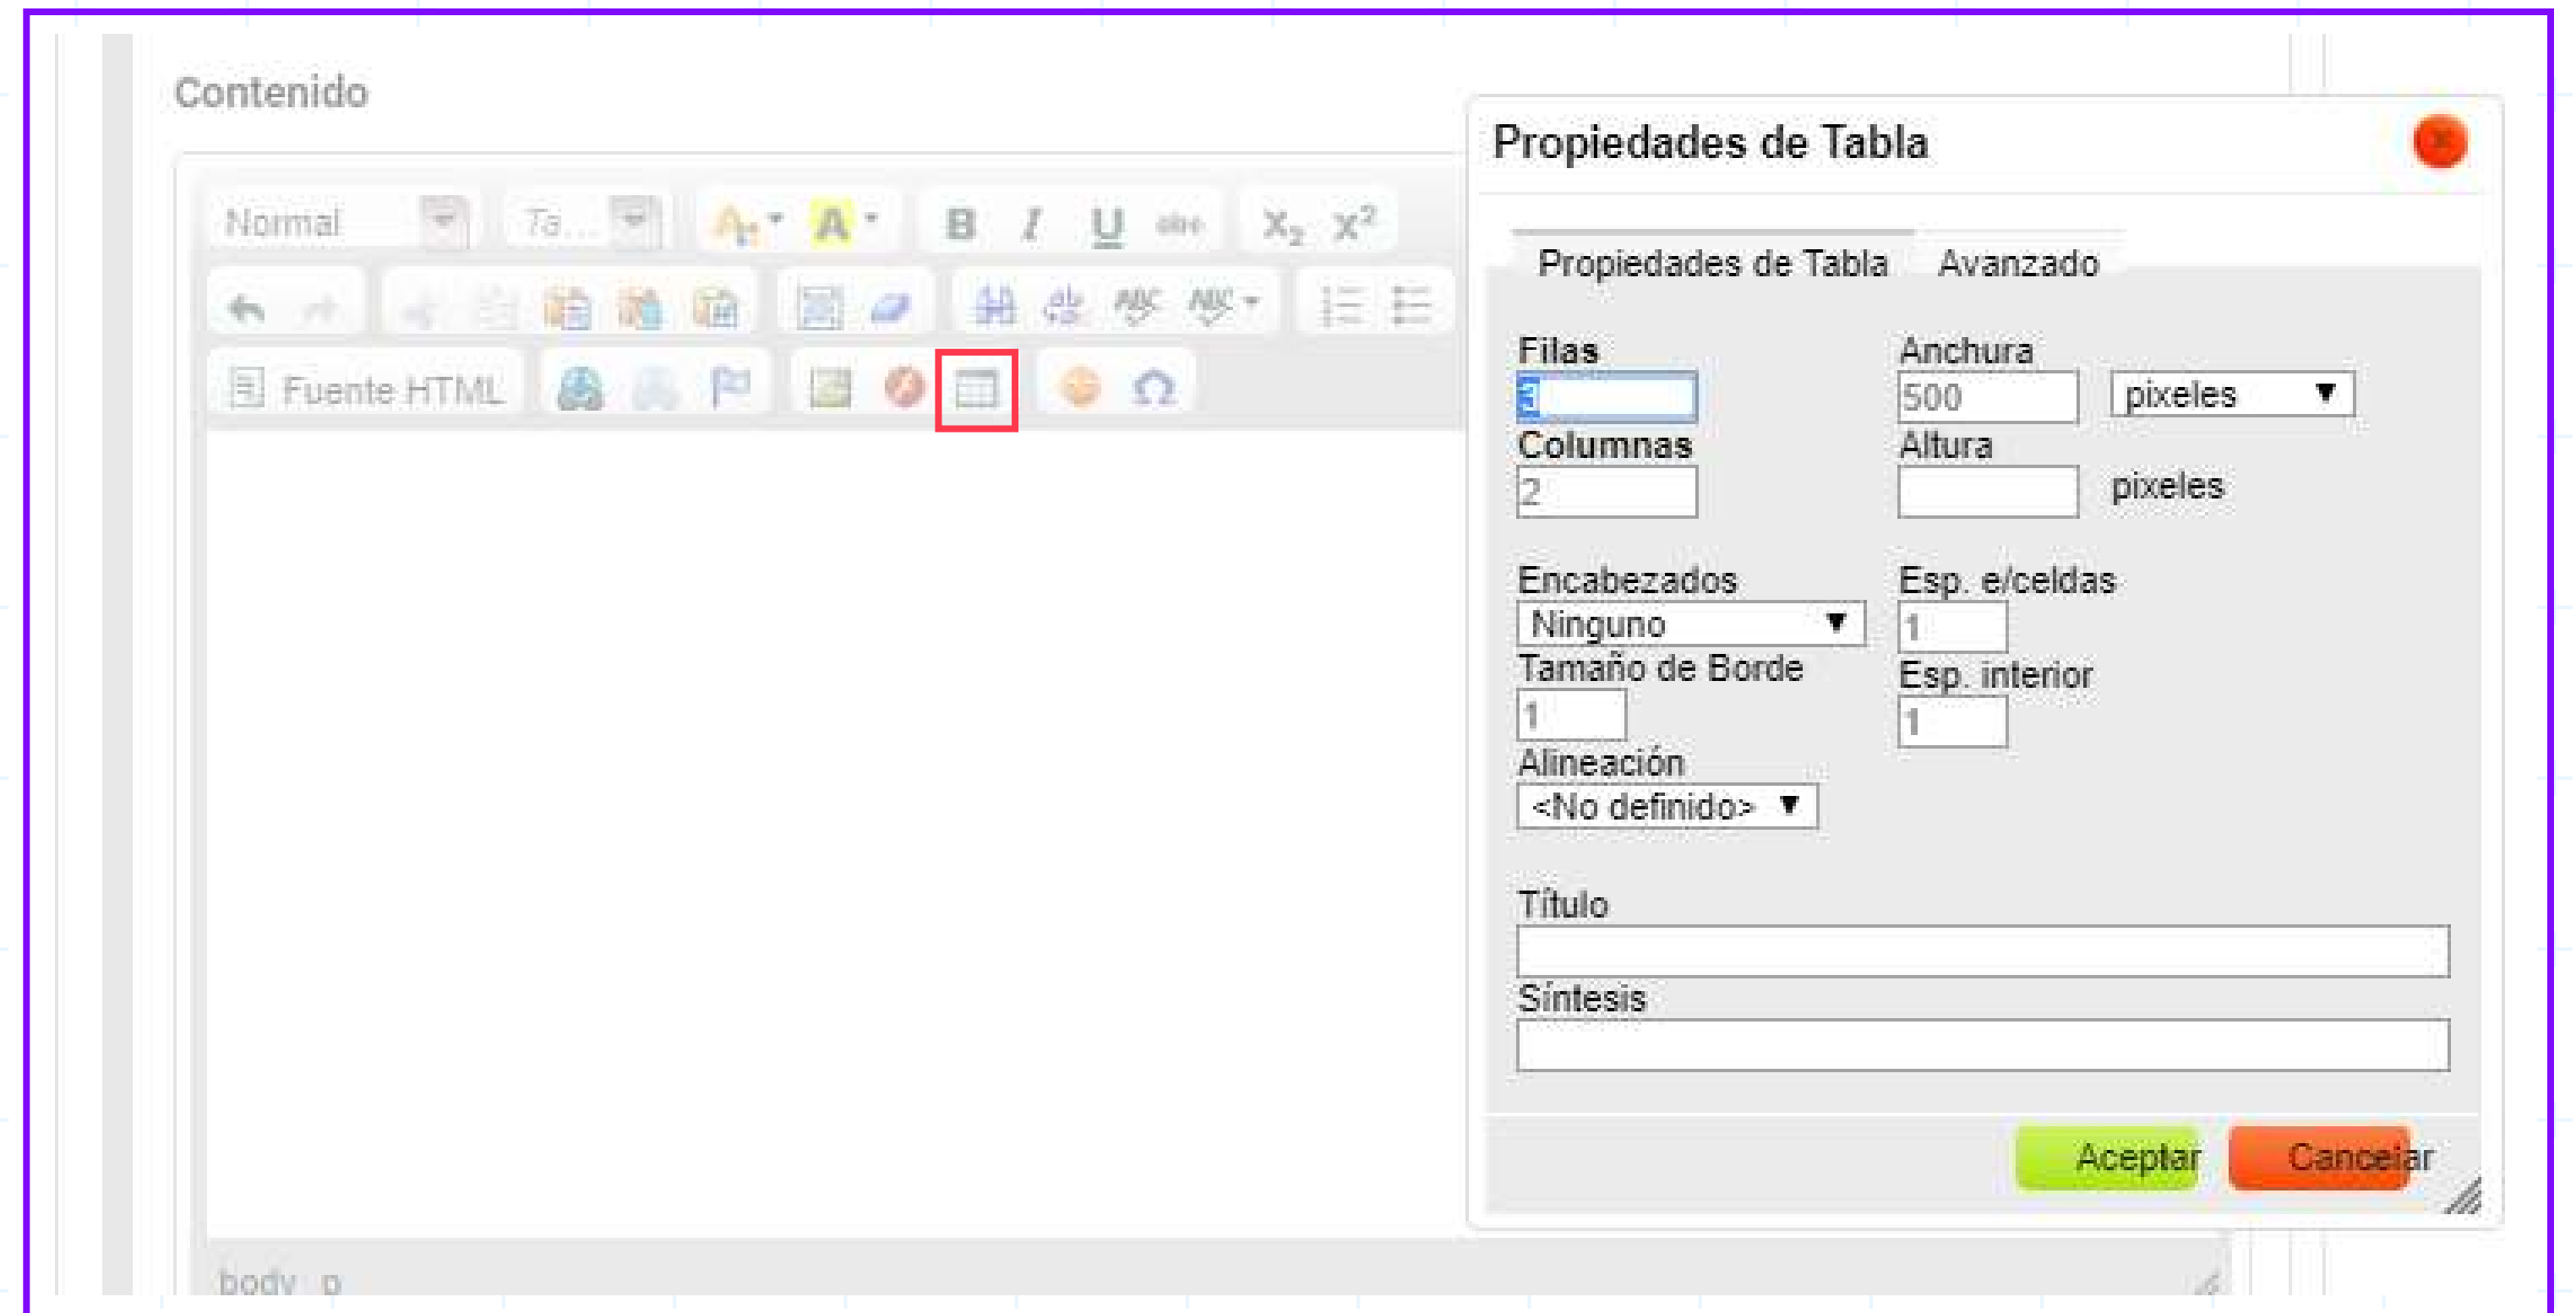 Contenido
Propiedades de Tabla
Normal Ta...
A A B I U abc X2 X²
ABC ABC
Fuente HTML Ω
Propiedades de Tabla Avanzado
Filas Anchura
3 500 pixeles
Columnas Altura
2 pixeles
Encabezados Esp. e/celdas
Ninguno 1
Tamaño de Borde Esp. interior
1 1
Alineación
<No definido>
Título
Síntesis
Aceptar Cancelar
body p